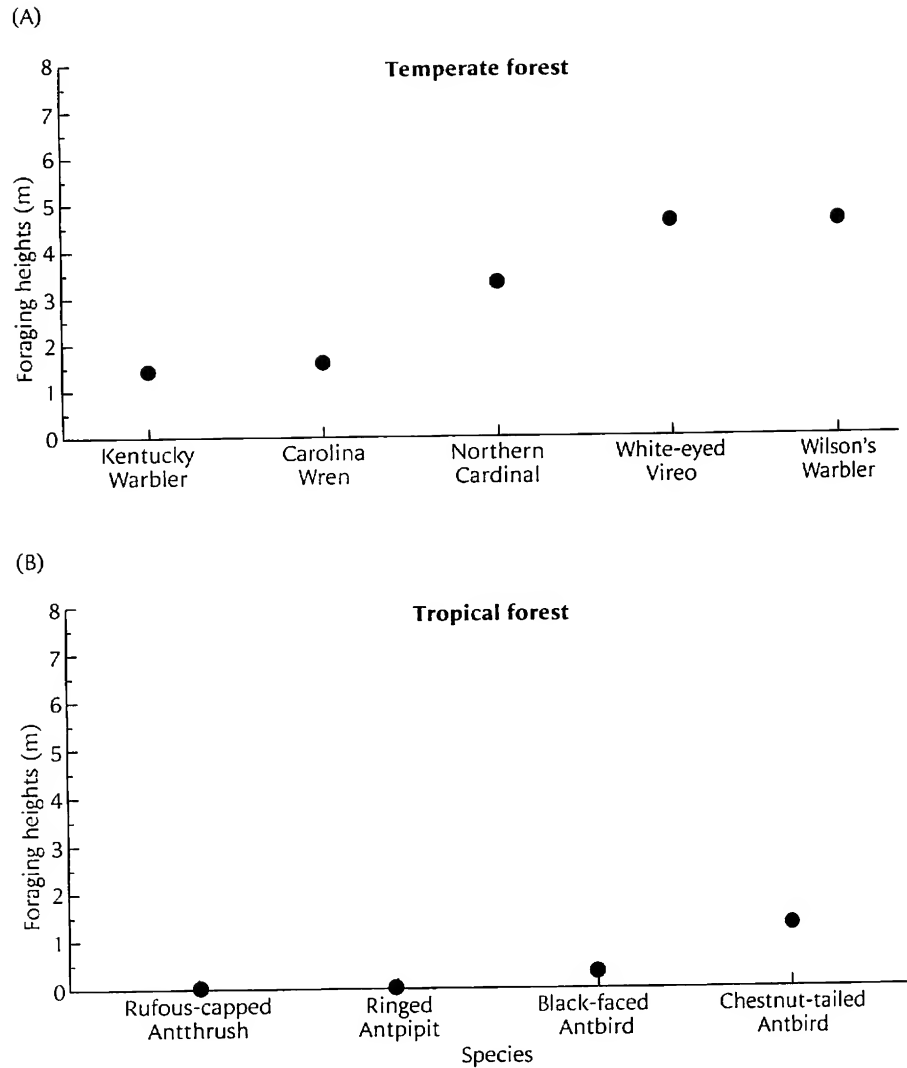 (A)
Temperate forest
8
7
6
5
4
3
2
1
0
Foraging heights (m)
Kentucky
Warbler
Carolina
Wren
Northern
Cardinal
White-eyed
Vireo
Wilson's
Warbler
(B)
Tropical forest
8
7
6
5
4
3
2
1
0
Foraging heights (m)
Rufous-capped
Antthrush
Ringed
Antpipit
Black-faced
Antbird
Chestnut-tailed
Antbird
Species